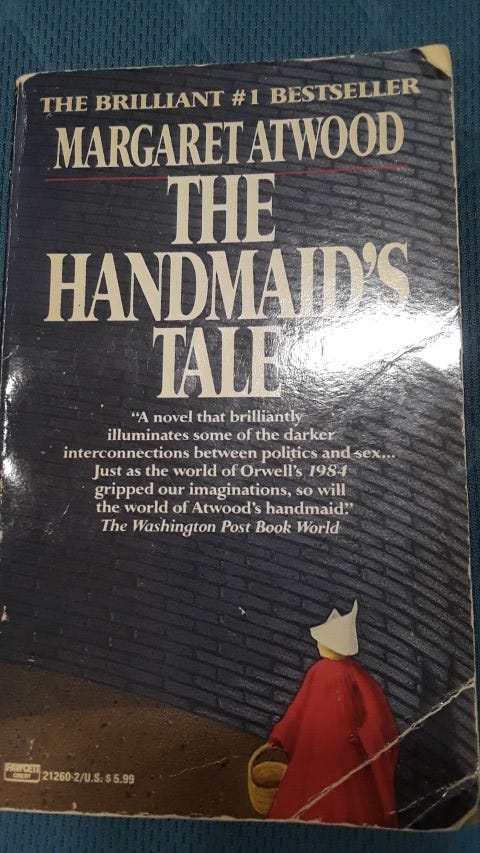 THE BRILLIANT #1 BESTSELLER
MARGARET ATWOOD
THE
HANDMAID'S
TALE
“A novel that brilliantly
illuminates some of the darker
interconnections between politics and sex...
Just as the world of Orwell's 1984
gripped our imaginations, so will
the world of Atwood's handmaid.”
The Washington Post Book World
FAWCETT
CREST
21260-2/U.S. $5.99